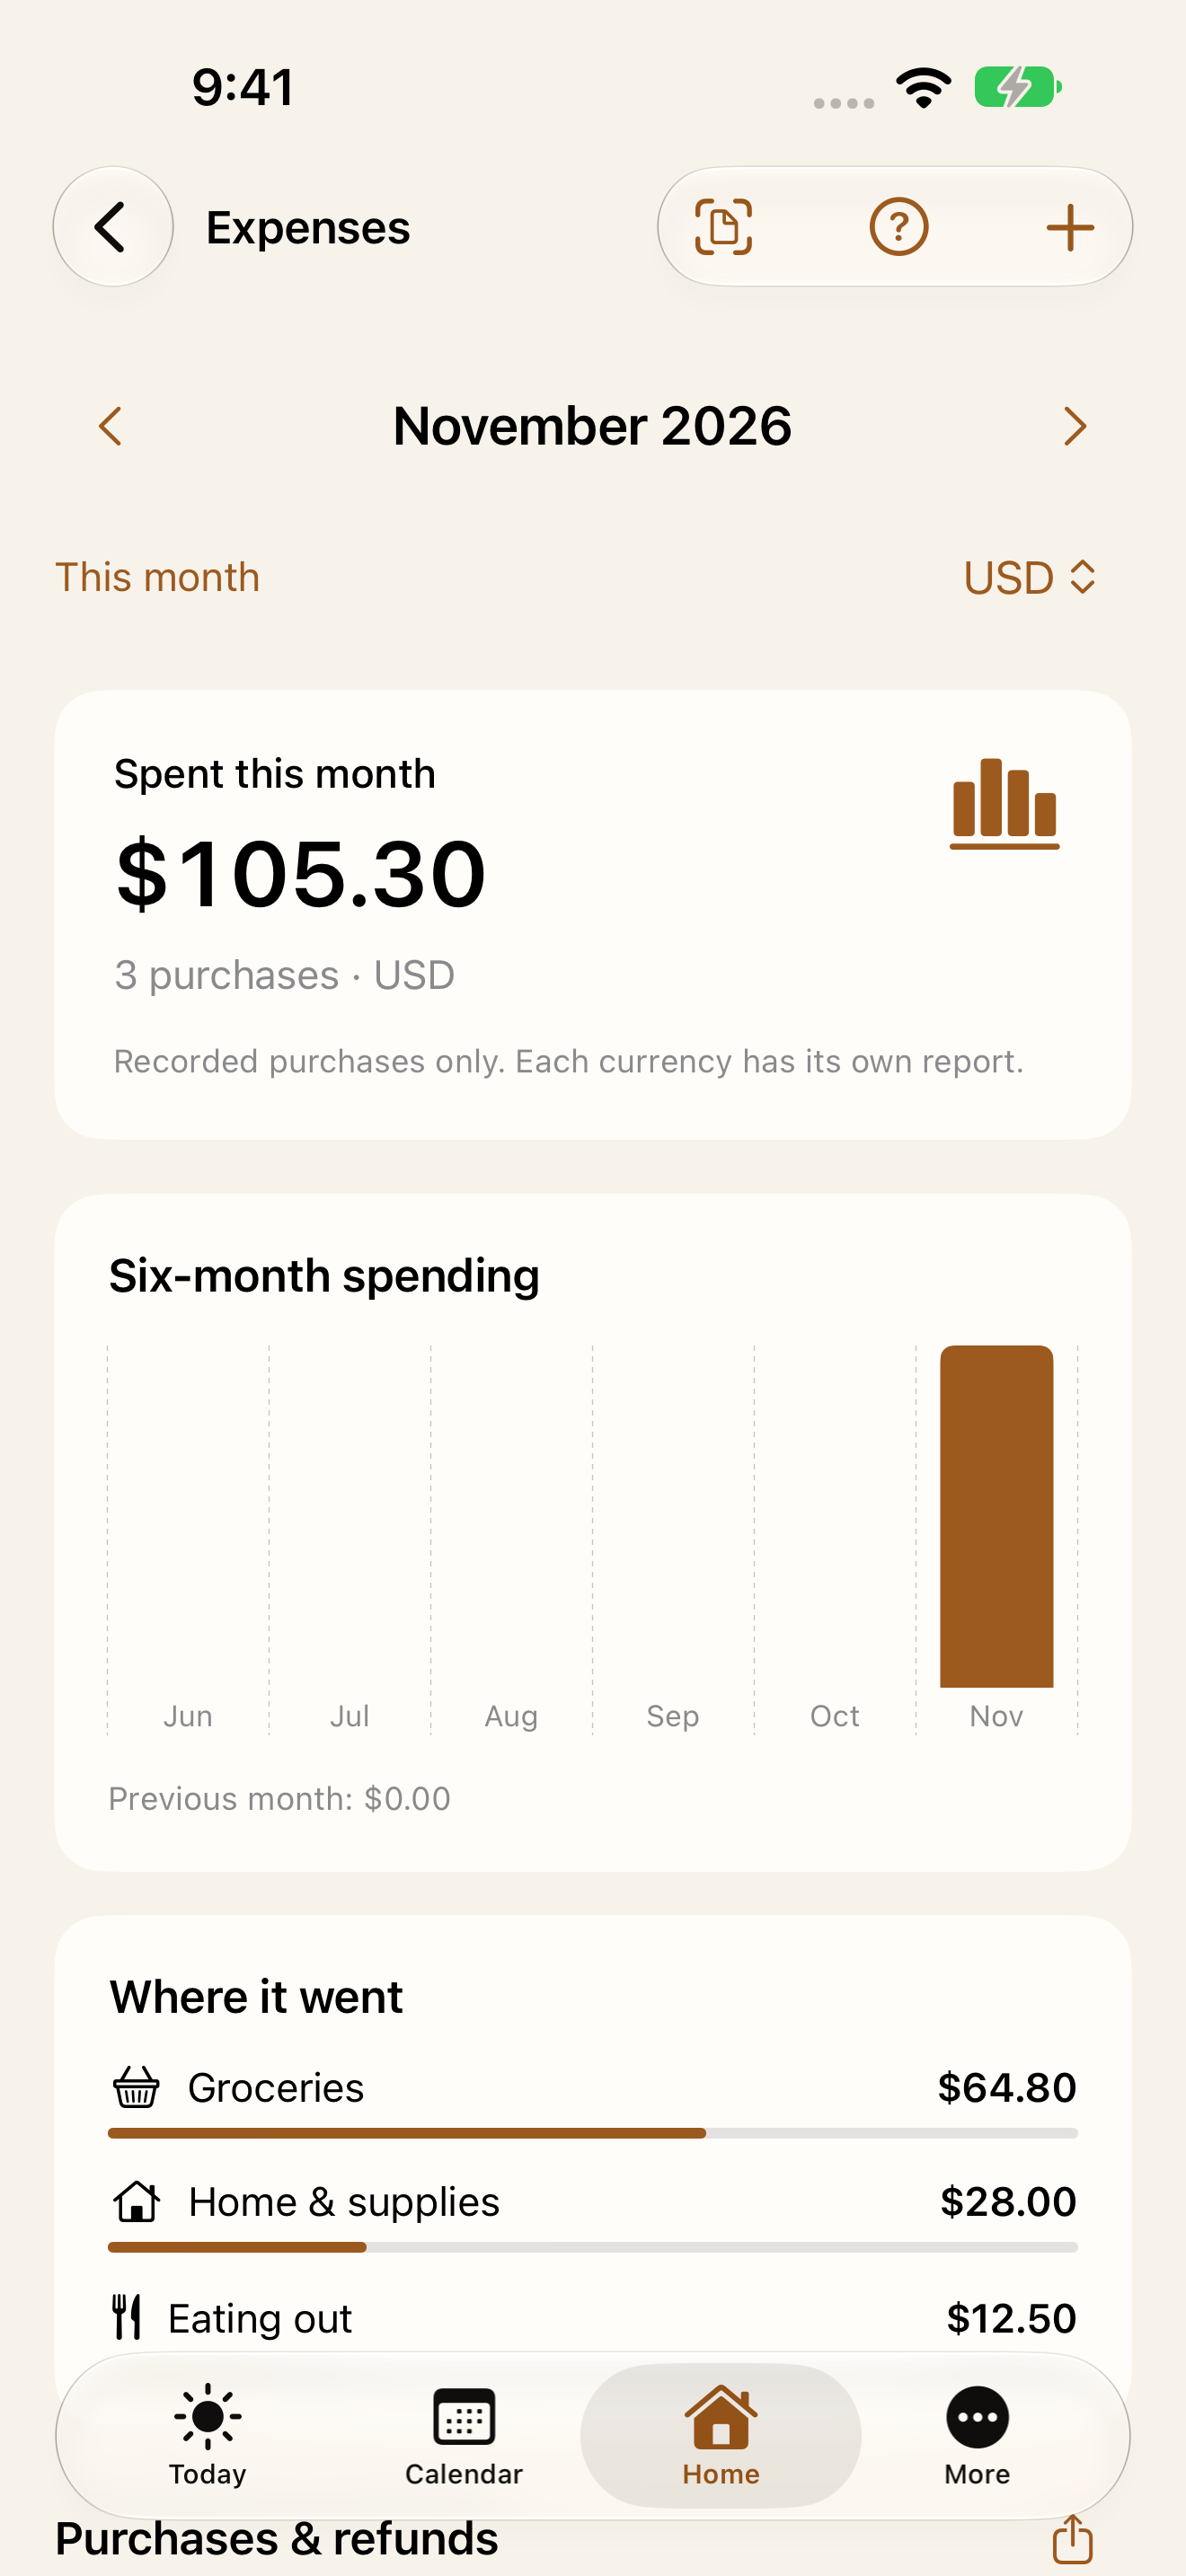 9:41
Expenses
?
November 2026
This month
USD
Spent this month
$105.30
3 purchases · USD
Recorded purchases only. Each currency has its own report.
Six-month spending
Jun Jul Aug Sep Oct Nov
Previous month: $0.00
Where it went
Groceries $64.80
Home & supplies $28.00
Eating out $12.50
Today Calendar Home More
Purchases & refunds